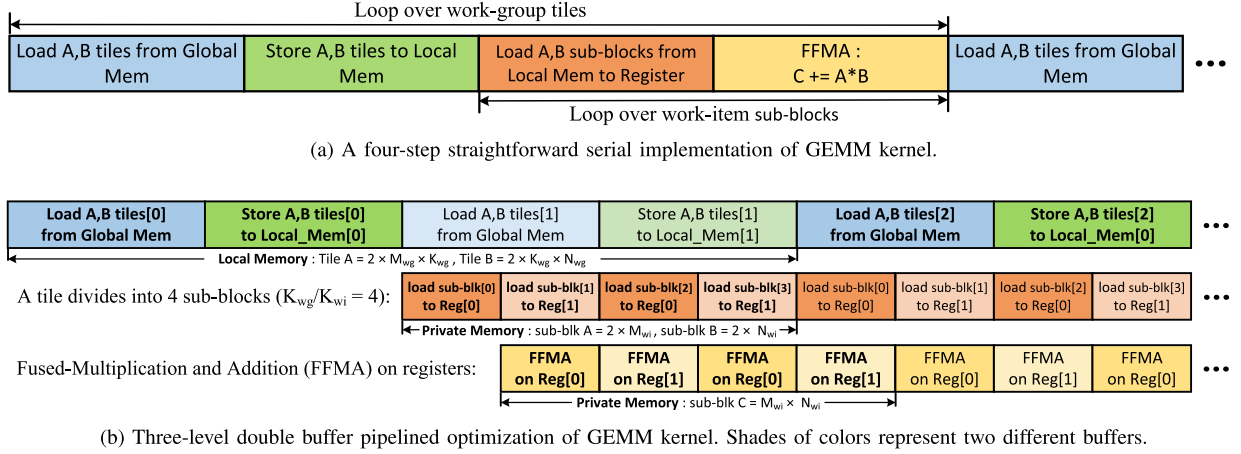 Loop over work-group tiles
Load A,B tiles from Global
Mem
Store A,B tiles to Local
Mem
Load A,B sub-blocks from
Local Mem to Register
FFMA :
C += A*B
Load A,B tiles from Global
Mem
•••
Loop over work-item sub-blocks
(a) A four-step straightforward serial implementation of GEMM kernel.
Load A,B tiles[0]
from Global Mem
Store A,B tiles[0]
to Local_Mem[0]
Load A,B tiles[1]
from Global Mem
Store A,B tiles[1]
to Local_Mem[1]
Load A,B tiles[2]
from Global Mem
Store A,B tiles[2]
to Local_Mem[0]
•••
Local Memory : Tile A = 2 × M_wg × K_wg , Tile B = 2 × K_wg × N_wg
A tile divides into 4 sub-blocks (K_wg/K_wi = 4):
load sub-blk[0]
to Reg[0]
load sub-blk[1]
to Reg[1]
load sub-blk[2]
to Reg[0]
load sub-blk[3]
to Reg[1]
load sub-blk[0]
to Reg[0]
load sub-blk[1]
to Reg[1]
load sub-blk[2]
to Reg[0]
load sub-blk[3]
to Reg[1]
•••
Private Memory : sub-blk A = 2 × M_wi , sub-blk B = 2 × N_wi
Fused-Multiplication and Addition (FFMA) on registers:
FFMA
on Reg[0]
FFMA
on Reg[1]
FFMA
on Reg[0]
FFMA
on Reg[1]
FFMA
on Reg[0]
FFMA
on Reg[1]
FFMA
on Reg[0]
•••
Private Memory : sub-blk C = M_wi × N_wi
(b) Three-level double buffer pipelined optimization of GEMM kernel. Shades of colors represent two different buffers.